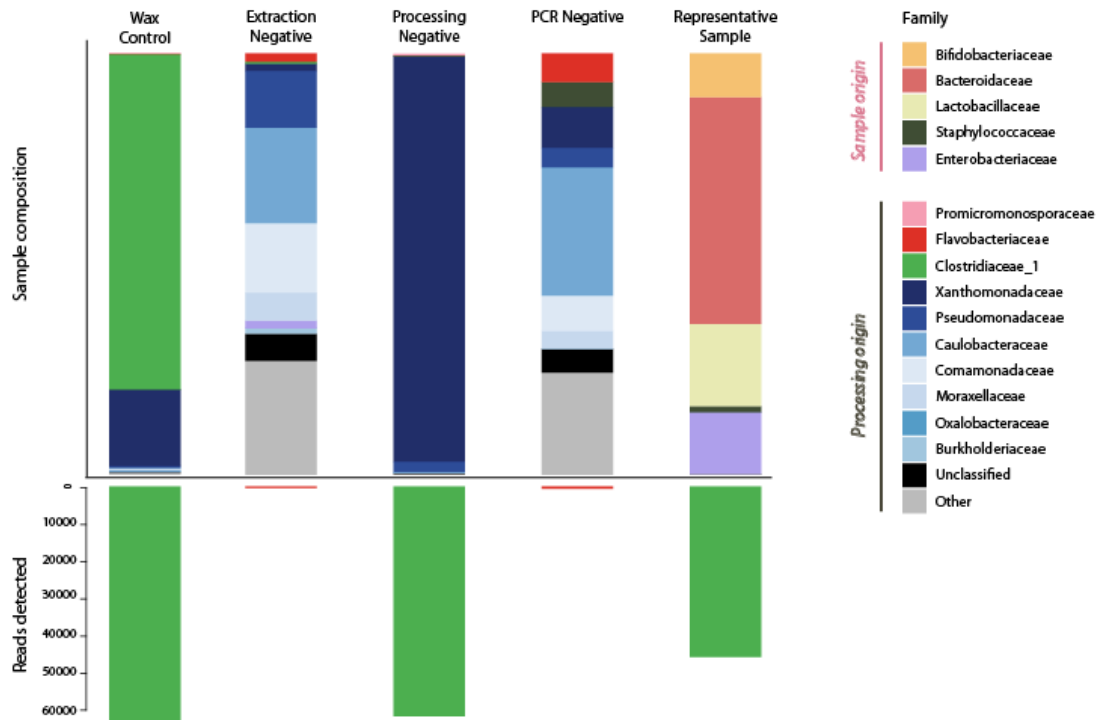 Wax
Control
Extraction
Negative
Processing
Negative
PCR Negative
Representative
Sample
Family
Sample composition
Sample origin
Bifidobacteriaceae
Bacteroidaceae
Lactobacillaceae
Staphylococcaceae
Enterobacteriaceae
Processing origin
Promicromonosporaceae
Flavobacteriaceae
Clostridiaceae_1
Xanthomonadaceae
Pseudomonadaceae
Caulobacteraceae
Comamonadaceae
Moraxellaceae
Oxalobacteraceae
Burkholderiaceae
Unclassified
Other
Reads detected
0
10000
20000
30000
40000
50000
60000